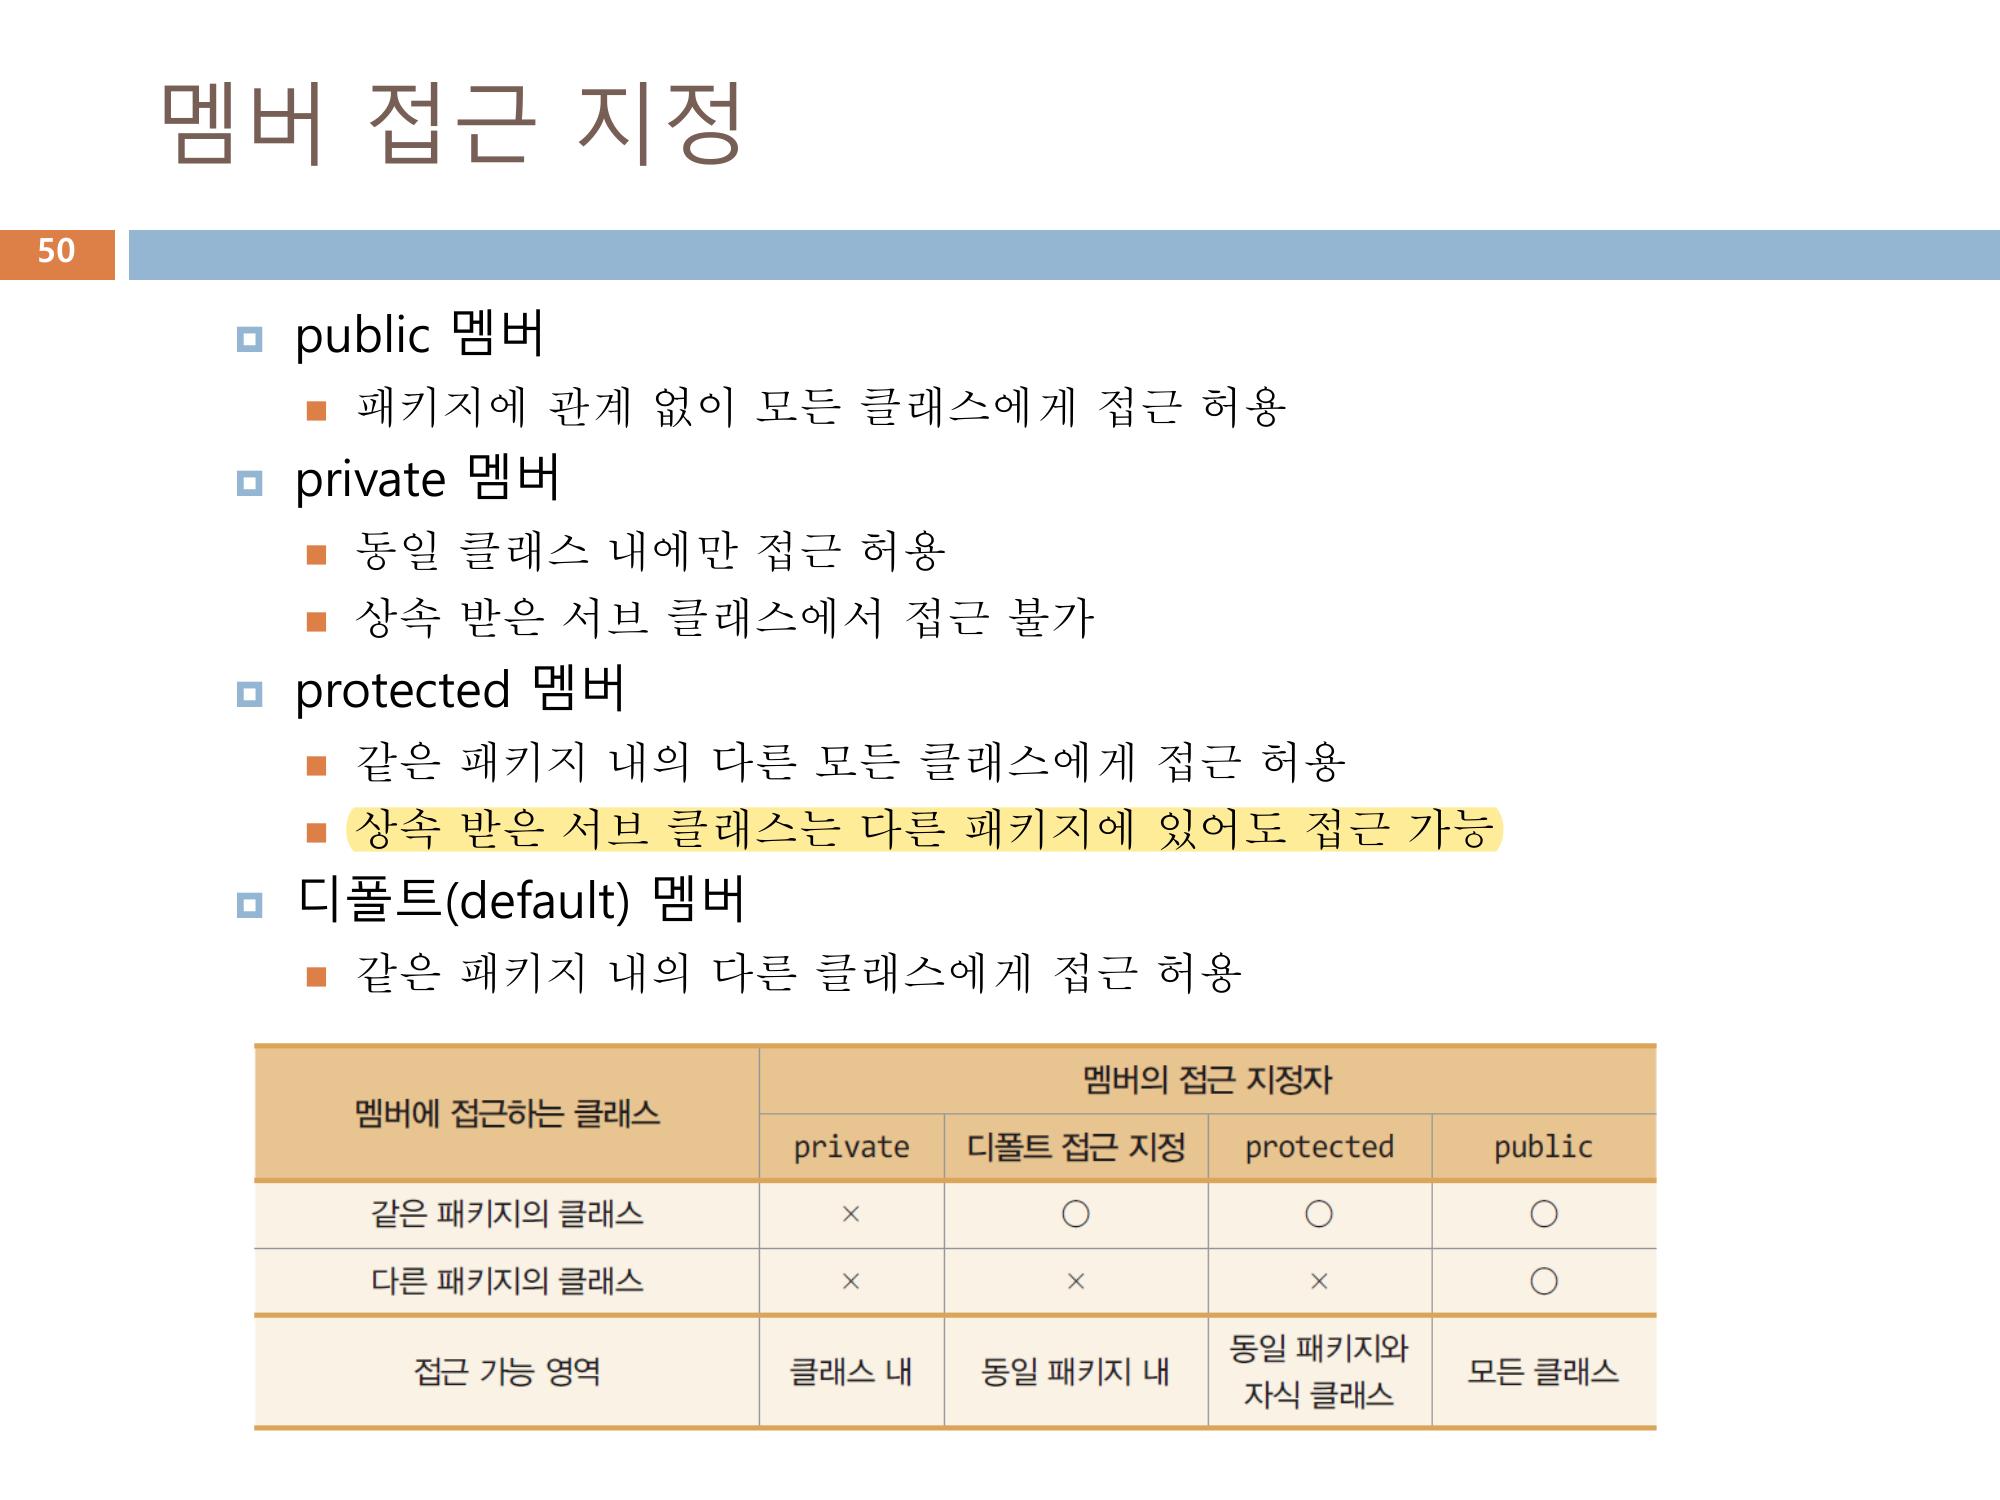 멤버 접근 지정
50
public 멤버
패키지에 관계 없이 모든 클래스에게 접근 허용
private 멤버
동일 클래스 내에만 접근 허용
상속 받은 서브 클래스에서 접근 불가
protected 멤버
같은 패키지 내의 다른 모든 클래스에게 접근 허용
상속 받은 서브 클래스는 다른 패키지에 있어도 접근 가능
디폴트(default) 멤버
같은 패키지 내의 다른 클래스에게 접근 허용
멤버에 접근하는 클래스 멤버의 접근 지정자
private 디폴트 접근 지정 protected public
같은 패키지의 클래스 × ○ ○ ○
다른 패키지의 클래스 × × × ○
접근 가능 영역 클래스 내 동일 패키지 내 동일 패키지와 모든 클래스
자식 클래스